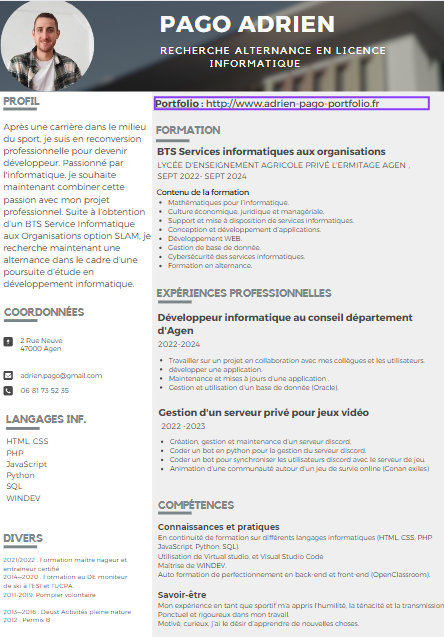 PAGO ADRIEN
RECHERCHE ALTERNANCE EN LICENCE
INFORMATIQUE
PROFIL
Après une carrière dans le milieu
du sport, je suis en reconversion
professionnelle pour devenir
développeur. Passionné par
l'informatique, je souhaite
maintenant combiner cette
passion avec mon projet
professionnel. Suite à l'obtention
d'un BTS Service Informatique
aux Organisations option SLAM, je
recherche maintenant une
alternance dans le cadre d'une
poursuite d'étude en
développement informatique.
COORDONNÉES
2 Rue Neuve
47000 Agen
adrien.pago@gmail.com
06 81 73 52 35
LANGAGES INF.
HTML CSS
PHP
JavaScript
Python
SQL
WINDEV
DIVERS
2021/2022 : Formation maitre nageur et
entraineur certifié
2014-2020 : Formation au DE moniteur
de ski à l'ESI et l'UCPA.
2011-2019: Pompier volontaire
2013-2016 : Deust Activités pleine nature
2012 : Permis B
Portfolio : http://www.adrien-pago-portfolio.fr
FORMATION
BTS Services informatiques aux organisations
LYCÉE D'ENSEIGNEMENT AGRICOLE PRIVÉ L'ERMITAGE AGEN ,
SEPT 2022- SEPT 2024
Contenu de la formation
• Mathématiques pour l'informatique.
• Culture économique, juridique et managériale.
• Support et mise à disposition de services informatiques.
• Conception et développement d'applications.
• Développement WEB.
• Gestion de base de donnée.
• Cybersécurité des services informatiques.
• Formation en alternance.
EXPÉRIENCES PROFESSIONNELLES
Développeur informatique au conseil département
d'Agen
2022-2024
• Travailler sur un projet en collaboration avec mes collègues et les utilisateurs.
• développer une application.
• Maintenance et mises à jours d'une application .
• Gestion et utilisation d'un base de donnée (Oracle).
Gestion d'un serveur privé pour jeux vidéo
2022 -2023
• Création, gestion et maintenance d'un serveur discord.
• Coder un bot en python pour la gestion du serveur discord.
• Coder un bot pour synchroniser les utilisateurs discord avec le serveur de jeu.
• Animation d'une communauté autour d'un jeu de survie online (Conan exiles)
COMPÉTENCES
Connaissances et pratiques
En continuité de formation sur différents langages informatiques (HTML, CSS, PHP
JavaScript, Python, SQL).
Utilisation de Virtual studio, et Visual Studio Code
Maitrise de WINDEV.
Auto formation de perfectionnement en back-end et front-end (OpenClassroom).
Savoir-être
Mon expérience en tant que sportif m'a appris l'humilité, la ténacité et la transmission
Ponctuel et rigoureux dans mon travail.
Motivé, curieux, j'ai le désir d'apprendre de nouvelles choses.